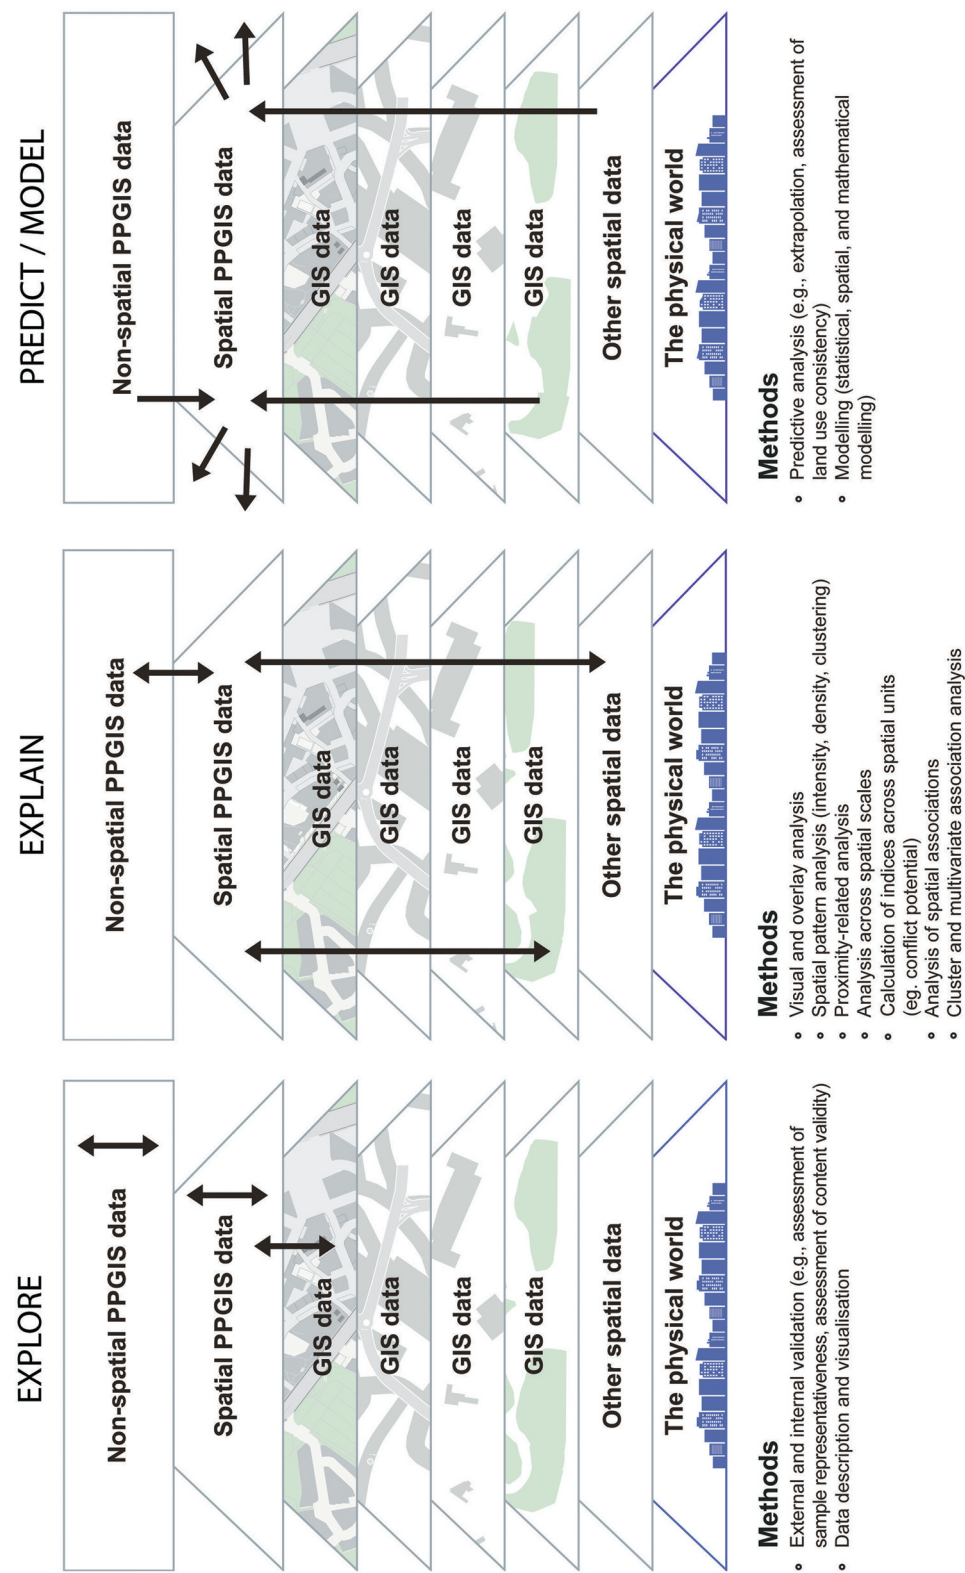 EXPLORE
Non-spatial PPGIS data
Spatial PPGIS data
GIS data
GIS data
GIS data
GIS data
Other spatial data
The physical world
Methods
External and internal validation (e.g., assessment of
sample representativeness, assessment of content validity)
Data description and visualisation
EXPLAIN
Non-spatial PPGIS data
Spatial PPGIS data
GIS data
GIS data
GIS data
GIS data
Other spatial data
The physical world
Methods
Visual and overlay analysis
Spatial pattern analysis (intensity, density, clustering)
Proximity-related analysis
Analysis across spatial scales
Calculation of indices across spatial units
(eg. conflict potential)
Analysis of spatial associations
Cluster and multivariate association analysis
PREDICT / MODEL
Non-spatial PPGIS data
Spatial PPGIS data
GIS data
GIS data
GIS data
GIS data
Other spatial data
The physical world
Methods
Predictive analysis (e.g., extrapolation, assessment of
land use consistency)
Modelling (statistical, spatial, and mathematical
modelling)